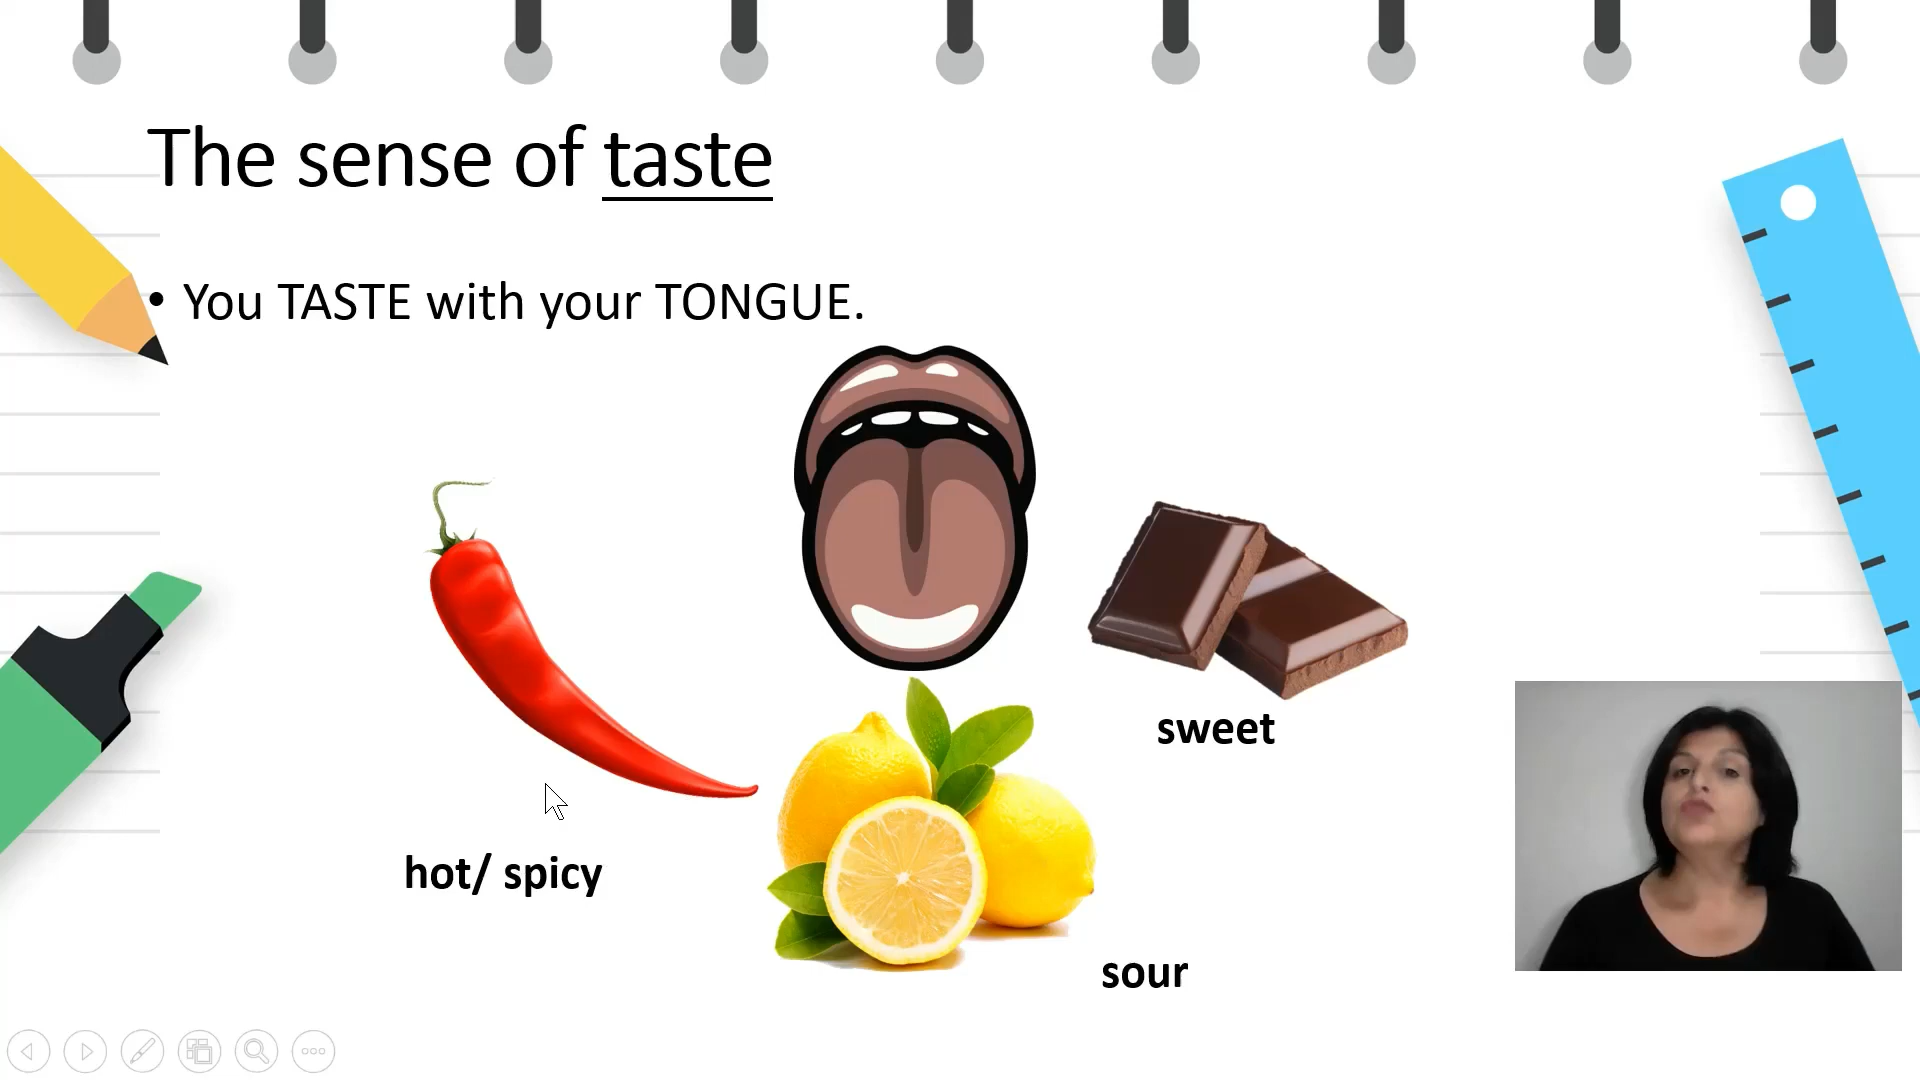 The sense of taste
• You TASTE with your TONGUE.
sweet
hot/ spicy
sour